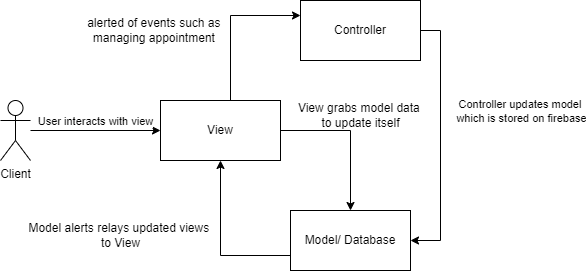 alerted of events such as
managing appointment
Controller
Client
User interacts with view
View
View grabs model data
to update itself
Controller updates model
which is stored on firebase
Model alerts relays updated views
to View
Model/ Database